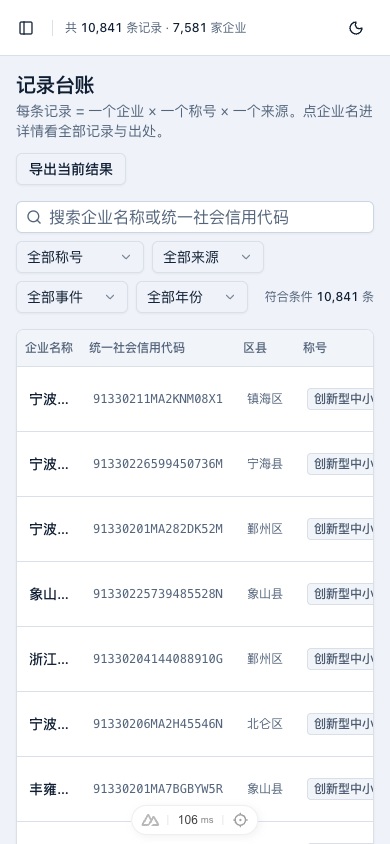 共 10,841 条记录 · 7,581 家企业
记录台账
每条记录 = 一个企业 × 一个称号 × 一个来源。点企业名进
详情看全部记录与出处。
导出当前结果
搜索企业名称或统一社会信用代码
全部称号 全部来源
全部事件 全部年份 符合条件 10,841 条
企业名称 统一社会信用代码 区县 称号
宁波... 91330211MA2KNM08X1 镇海区 创新型中小
宁波... 91330226599450736M 宁海县 创新型中小
宁波... 91330201MA282DK52M 鄞州区 创新型中小
象山... 91330225739485528N 象山县 创新型中小
浙江... 91330204144088910G 鄞州区 创新型中小
宁波... 91330206MA2H45546N 北仑区 创新型中小
丰雍... 91330201MA7BGBYW5R 象山县 创新型中小
106 ms